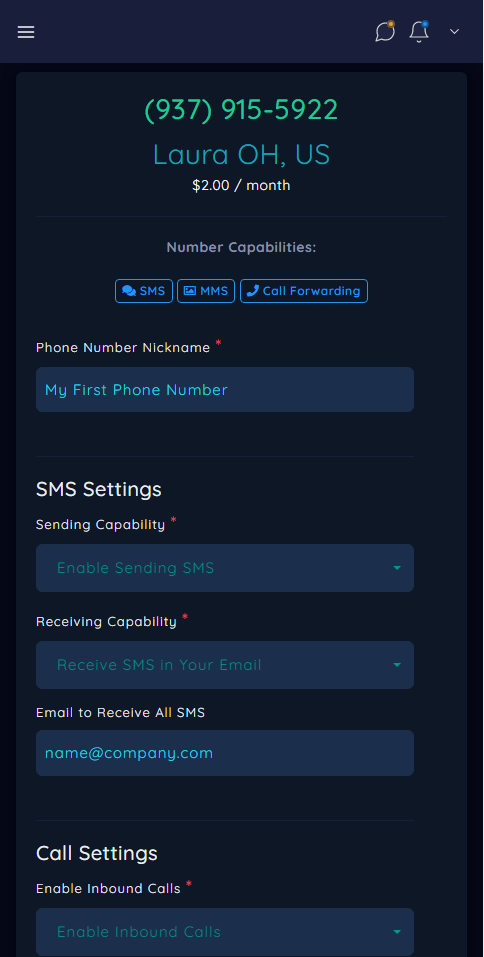 (937) 915-5922
Laura OH, US
$2.00 / month
Number Capabilities:
SMS MMS Call Forwarding
Phone Number Nickname *
My First Phone Number
SMS Settings
Sending Capability *
Enable Sending SMS
Receiving Capability *
Receive SMS in Your Email
Email to Receive All SMS
name@company.com
Call Settings
Enable Inbound Calls *
Enable Inbound Calls